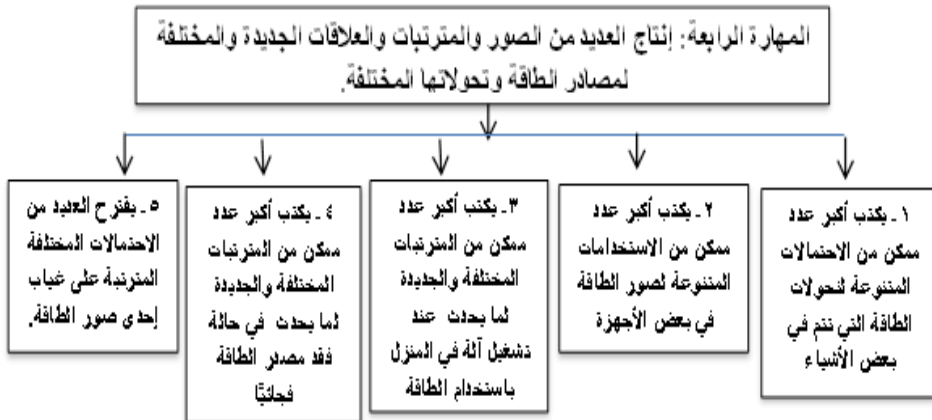 المهارة الرابعة: إنتاج العديد من الصور والمترتبات والعلاقات الجديدة والمختلفة
لمصادر الطاقة وتحولاتها المختلفة.
١- يكتب أكبر عدد
ممكن من الاحتمالات
المتنوعة لتحولات
الطاقة التي تتم في
بعض الأشياء
٢- يكتب أكبر عدد
ممكن من الاستخدامات
المتنوعة لصور الطاقة
في بعض الأجهزة
٣- يكتب أكبر عدد
ممكن من المترتبات
المختلفة والجديدة
لما يحدث عند
تشغيل آلة في المنزل
باستخدام الطاقة
٤- يكتب أكبر عدد
ممكن من المترتبات
المختلفة والجديدة
لما يحدث في حالة
فقد مصدر الطاقة
فجائيًا
٥- يقترح العديد من
الاحتمالات المختلفة
المترتبة على غياب
إحدى صور الطاقة.